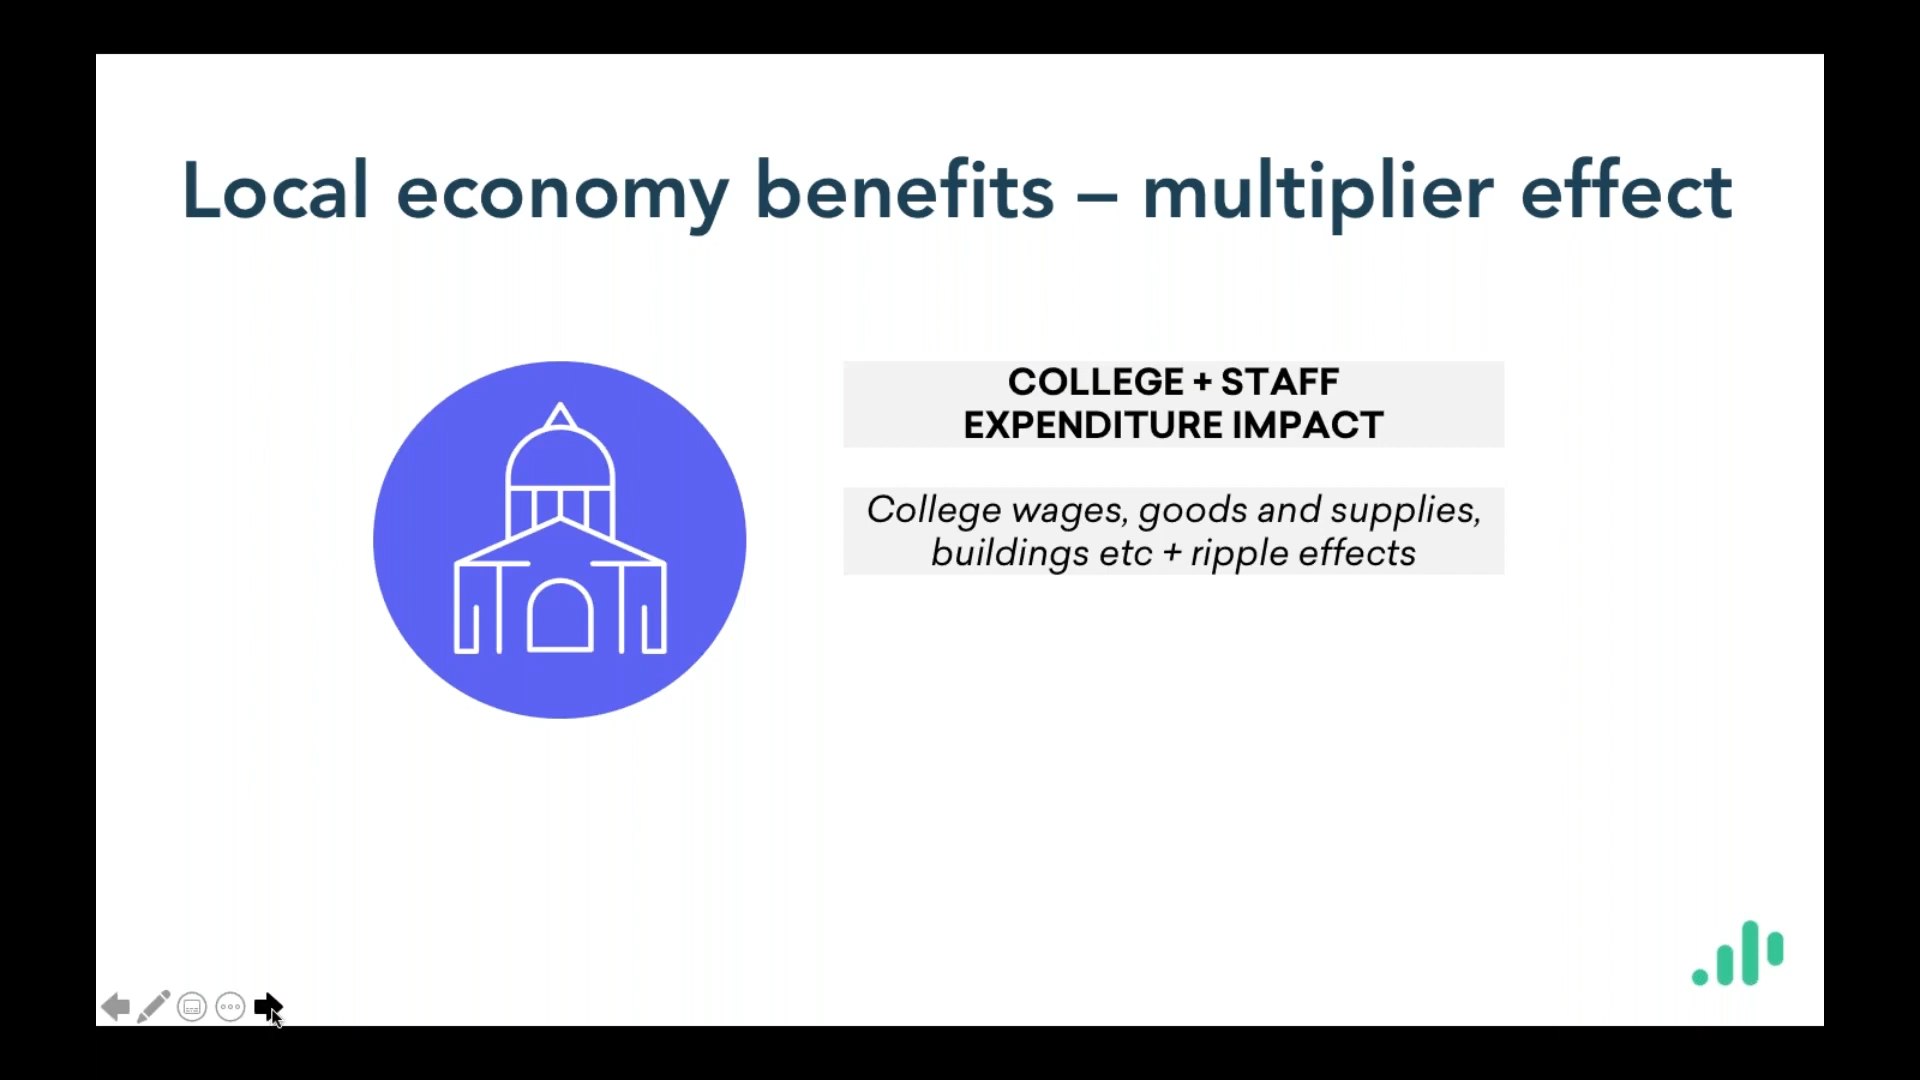 Local economy benefits – multiplier effect
COLLEGE + STAFF
EXPENDITURE IMPACT
College wages, goods and supplies,
buildings etc + ripple effects